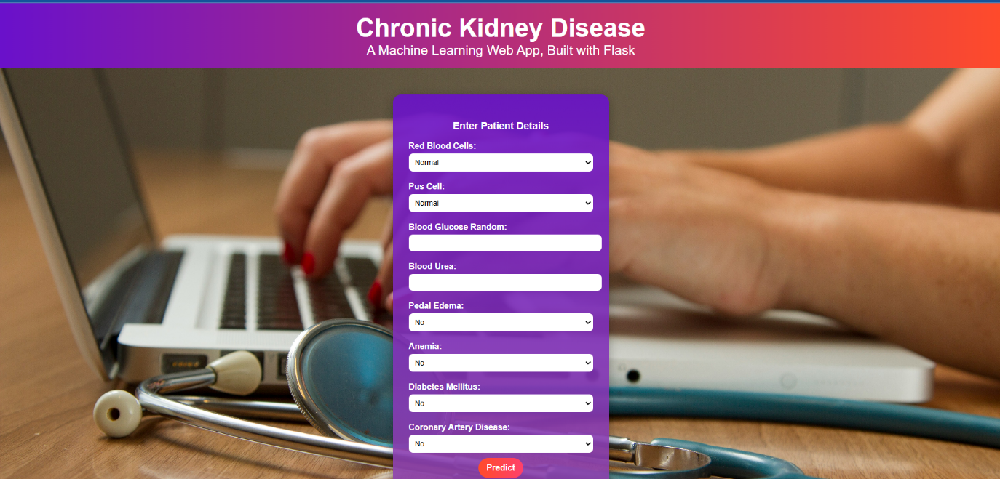 Chronic Kidney Disease
A Machine Learning Web App, Built with Flask
Enter Patient Details
Red Blood Cells:
Normal
Pus Cell:
Normal
Blood Glucose Random:
Blood Urea:
Pedal Edema:
No
Anemia:
No
Diabetes Mellitus:
No
Coronary Artery Disease:
No
Predict